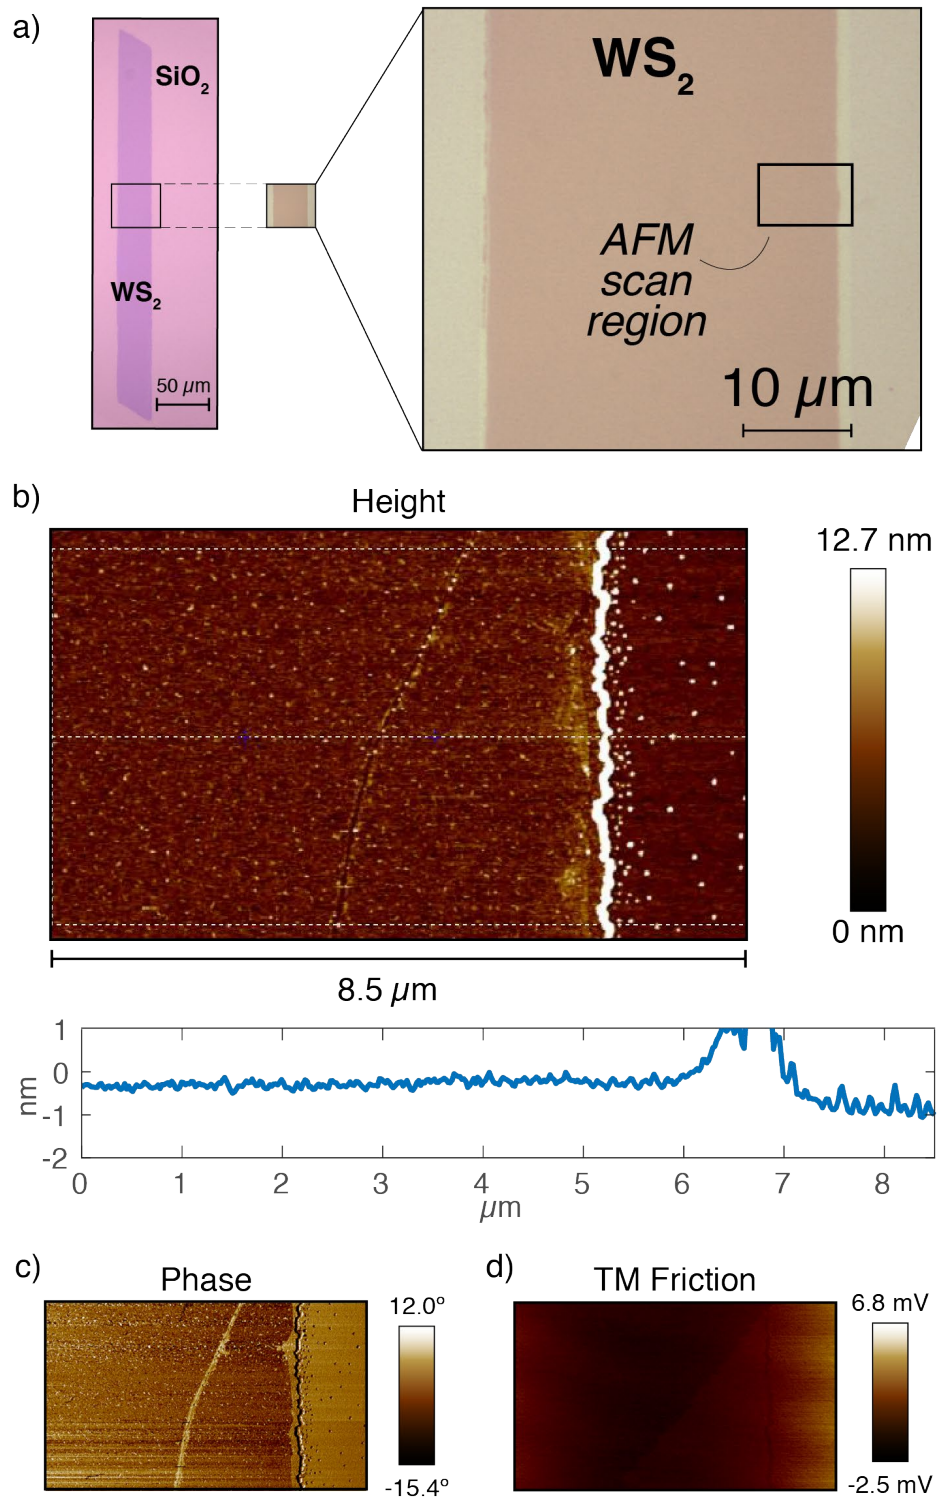 a)
SiO2
WS2
50 µm
WS2
AFM
scan
region
10 µm
b)
Height
12.7 nm
0 nm
8.5 µm
1
0
-1
-2
nm
0 1 2 3 4 5 6 7 8
µm
c)
Phase
12.0°
-15.4°
d)
TM Friction
6.8 mV
-2.5 mV